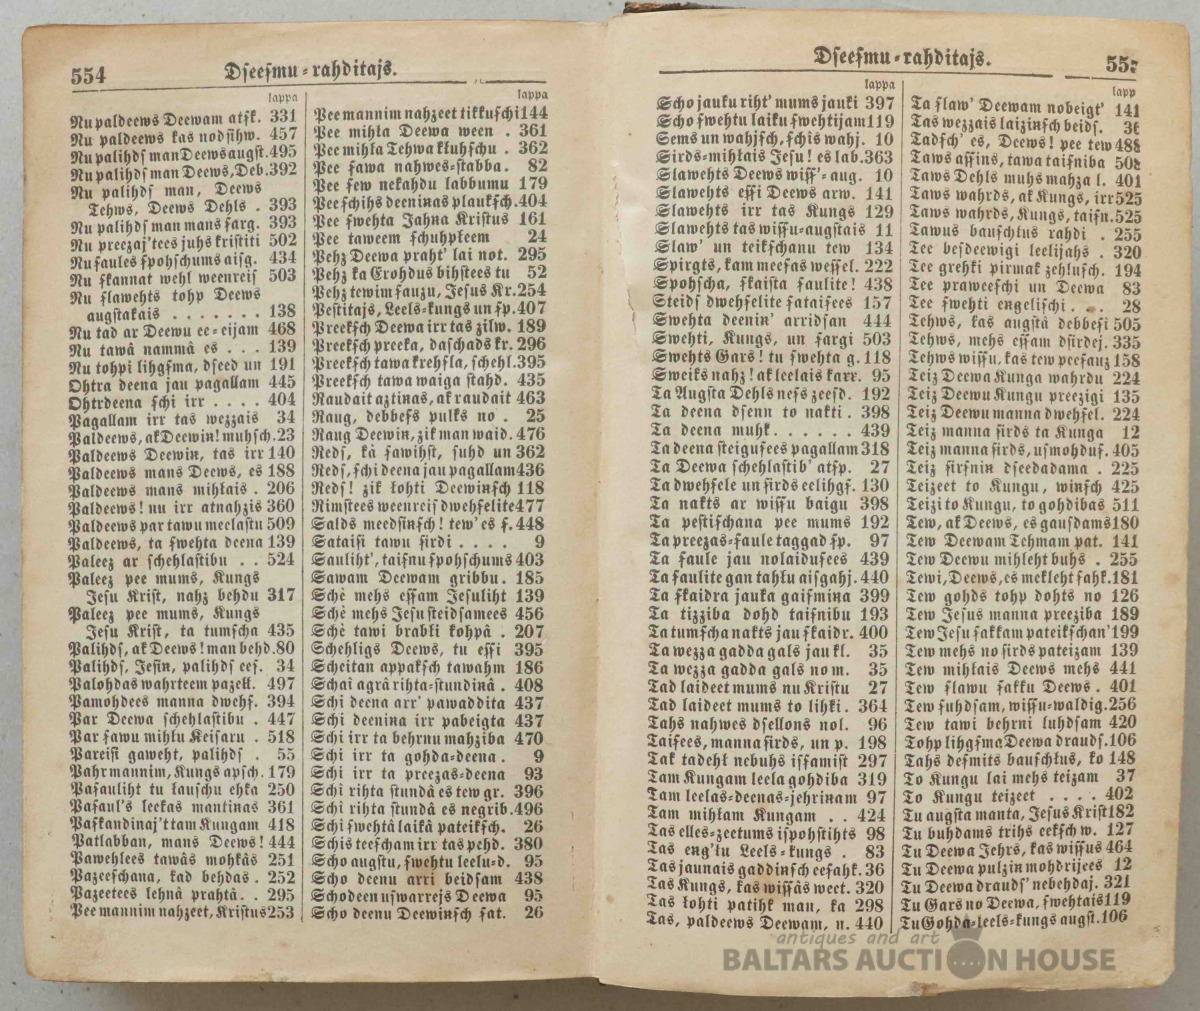 554
Dſeeſmu⸗rahditajs.
lappa
Nu paldeews Deewam atſk. 331
Nu paldeews kas nodſihw. 457
Nu palihdſ man Deews augſt. 495
Nu palihdſ man Deews, Deb. 392
Nu palihdſ man, Deews
Tehws, Deews Dehls . 393
Nu palihdſ man mans ſarg. 393
Nu preezaj'tees juhs kriſtiti 502
Nu ſaules ſpohſchums aiſg. 434
Nu ſkannat wehl weenreiſ 503
Nu ſlawehts tohp Deews
augſtakais . . . . . . . 138
Nu tad ar Deewu ee⸗eijam 468
Nu tawâ nammâ es . . . 139
Nu tohpi lihgſma, dſeed un 191
Ohtra deena jau pagallam 445
Ohtrdeena ſchi irr . . . . 404
Pagallam irr tas wezzais 34
Paldeews, ak Deewin! muhſch. 23
Paldeews Deewin, tas irr 140
Paldeews mans Deews, es 188
Paldeews mans mihłais . 206
Paldeews! nu irr atnahzis 360
Paldeews par tawu meelaſtu 509
Paldeews, ta ſwehta deena 139
Paleez ar ſchehlaſtibu . . 524
Paleez pee mums, Kungs
Jeſu Kriſt, nahz behdu 317
Paleez pee mums, Kungs
Jeſu Kriſt, ta tumſcha 435
Palihdſ, ak Deews! man behd. 80
Palihdſ, Jeſin, palihdſ eeſ. 34
Palohdas wahrteem pazełł. 497
Pamohdees manna dwehſ. 394
Par Deewa ſchehlaſtibu . 447
Par ſawu mihłu Keiſaru . 518
Pareiſi gaweht, palihdſ . 55
Pahr mannim, Kungs apſch. 179
Paſauliht tu lauſchu ehka 250
Paſaul's leekas mantinas 361
Paſkandinaj't tam Kungam 418
Patlabban, mans Deews! 444
Pawehlees tawâs mohkâs 251
Pazeeſchana, kad behdas . 252
Pazeetees lehnâ prahtâ . . 295
Pee mannim nahzeet, Kriſtus 253
lappa
Pee mannim nahzeet tik kuſchi 144
Pee mihła Deewa ween . 361
Pee mihła Tehwa kłuhſchu . 362
Pee ſawa nahwes⸗ſtabba . 82
Pee ſew nekahdu labbumu 179
Pee ſchihs deeninas plaukſch. 404
Pee ſwehta Jahna Kriſtus 161
Pee taweem ſchuhpłeem 24
Pehz Deewa praht' lai not. 295
Pehz ka Erohdus bihſtees tu 52
Pehz tewim ſauzu, Jeſus Kr. 254
Peſtitajs, Leels⸗kungs un ſp. 407
Preekſch Deewa irr tas zilw. 189
Preekſch preeka, daſchads kr. 296
Preekſch tawa krehſla, ſchehl. 395
Preekſch tawa waiga ſtahd. 435
Raudait aztinas, ak raudait 463
Raug, debbeſs pulks no . 25
Raug Deewin, zik man waid. 476
Reds, kâ ſawihſt, ſuhd un 362
Reds, ſchi deena jau pagallam 436
Reds! zik łohti Deewinſch 118
Rimſtees weenreiſ dwehſelite 477
Salds meedſinſch! tew' es ſ. 448
Sataiſi tawu ſirdi . . . . 9
Sauliht', taiſnu ſpohſchums 403
Sawam Deewam gribbu . 185
Schè mehs eſſam Jeſuliht 139
Schè mehs Jeſu ſteidſamees 456
Schè tawi brahli kohpâ . 207
Schehligs Deews, tu eſſi 395
Scheitan appakſch tawahm 186
Schai agrâ rihta⸗ſtundinâ . 408
Schi deena arr' pawaddita 437
Schi deenina irr pabeigta 437
Schi irr ta behrnu mahziba 470
Schi irr ta gohda⸗deena . 9
Schi irr ta preezas⸗deena 93
Schi rihta ſtundâ es tew gr. 396
Schi rihta ſtundâ es negrib. 496
Schi ſwehtâ laikâ pateikſch. 26
Schis teeſcham irr tas pehd. 380
Scho augſtu, ſwehtu leelu⸗d. 95
Scho deenu arri beidſam 438
Scho deen uſwarrejs Deewa 95
Scho deenu Deewinſch ſat. 26
Dſeeſmu⸗rahditajs.
lappa
Scho jauku riht' mums jauki 397
Scho ſwehtu laiku ſwehtijam 119
Sems un wahjſch, ſchis wahj. 10
Sirds⸗mihłais Jeſu! es lab. 363
Slawehts Deews wiſſ'⸗aug. 10
Slawehts eſſi Deews arw. 141
Slawehts irr tas Kungs 129
Slawehts tas wiſſu⸗augſtais 11
Slaw' un teikſchanu tew 134
Spirgts, kam meeſas weſſel. 222
Spohſcha, ſkaiſta ſaulite! 438
Steidſ dwehſelite ſataiſees 157
Swehta deenin' arridſan 444
Swehti, Kungs, un ſargi 503
Swehts Gars! tu ſwehta g. 118
Sweiks nahz! ak leelais karr. 95
Ta Augſta Dehls neſs zeeſd. 192
Ta deena dſenn to nakti . 398
Ta deena muhk . . . . . . 439
Ta deena ſteiguſees pagallam 318
Ta Deewa ſchehlaſtib' atſp. 27
Ta dwehſele un ſirds eelihgſ. 130
Ta nakts ar wiſſu baigu 398
Ta peſtiſchana pee mums 192
Ta preezas⸗ſaule taggad ſp. 97
Ta ſaule jau nolaiduſees 439
Ta ſaulite gan tahłu aiſgahj. 440
Ta ſkaidra jauka gaiſmina 399
Ta tizziba dohd taiſnibu 193
Ta tumſcha nakts jau ſkaidr. 400
Ta wezza gadda gals jau kl. 35
Ta wezza gadda gals nom. 35
Tad laideet mums nu Kriſtu 27
Tad laideet mums to lihki . 364
Tahs nahwes dſellons nol. 96
Taiſees, manna ſirds, un p. 198
Tak tadehł nebuhs iſſamiſt 297
Tam Kungam leela gohdiba 319
Tam leelas⸗deenas⸗jehrinam 97
Tam mihłam Kungam . . 424
Tas elles⸗zeetums iſpohſtihts 98
Tas eng'łu Leels⸗kungs . 83
Tas jaunais gaddinſch eeſahk. 36
Tas Kungs, kas wiſſâs weet. 320
Tas łohti patihk man, ka 298
Tas, paldeews Deewam, n. 440
Ta ſlaw' Deewam nobeigt' 141
Tas wezzais laizinſch beidſ.
Tadſch' es, Deews! pee tew
Taws aſſins, tawa taiſniba
Taws Dehls muhs mahza l. 401
Taws wahrds, ak Kungs, irr 525
Taws wahrds, Kungs, taiſn. 525
Tawus bauſchłus rahdi . 255
Tee beſdeewigi leelijahs . 320
Tee grehki pirmak zehluſch. 194
Tee praweeſchi un Deewa 83
Tee ſwehti engeliſchi . . 28
Tehws, kas augſtâ debbeſi 505
Tehws, mehs eſſam dſirdej. 335
Tehws wiſſu, kas tew peeſauz 158
Teiz Deewa Kunga wahrdu 224
Teiz Deewu Kungu preezigi 135
Teiz Deewu manna dwehſel. 224
Teiz manna ſirds ta Kunga 12
Teiz manna ſirds, uſmohduſ. 405
Teiz ſirſnin dſeedadama . 225
Teizeet to Kungu, winſch 425
Teizi to Kungu, to gohdibas 511
Tew, ak Deews, es gauſdams 180
Tew Deewam Tehmam pat. 141
Tew Deewu mihleht buhs . 255
Tewi, Deews, es mekleht ſahk. 181
Tew gohds tohp dohts no 126
Tew Jeſus manna preeziba 189
Tew Jeſu ſakkam pateikſchan' 199
Tew mehs no ſirds pateizam 139
Tew mihłais Deews mehs 441
Tew ſlawu ſakku Deews . 401
Tew ſuhdſam, wiſſu⸗waldig. 256
Tew tawi behrni luhdſam 420
Tohp lihgſma Deewa draudſ. 106
Tahs deſmits bauſchłus, ko 148
To Kungu lai mehs teizam 37
To Kungu teizeet . . . . 402
Tu augſta manta, Jeſus Kriſt 182
Tu buhdams trihs eekſch w. 127
Tu Deewa Jehrs, kas wiſſus 464
Tu Deewa pulzin mohdrijees 12
Tu Deewa draudſ' nebehdaj. 321
Tu Gars no Deewa, ſwehtais 119
Tu Gohda⸗leels⸗kungs augſt. 106
antiques and art
BALTARS AUCTION HOUSE